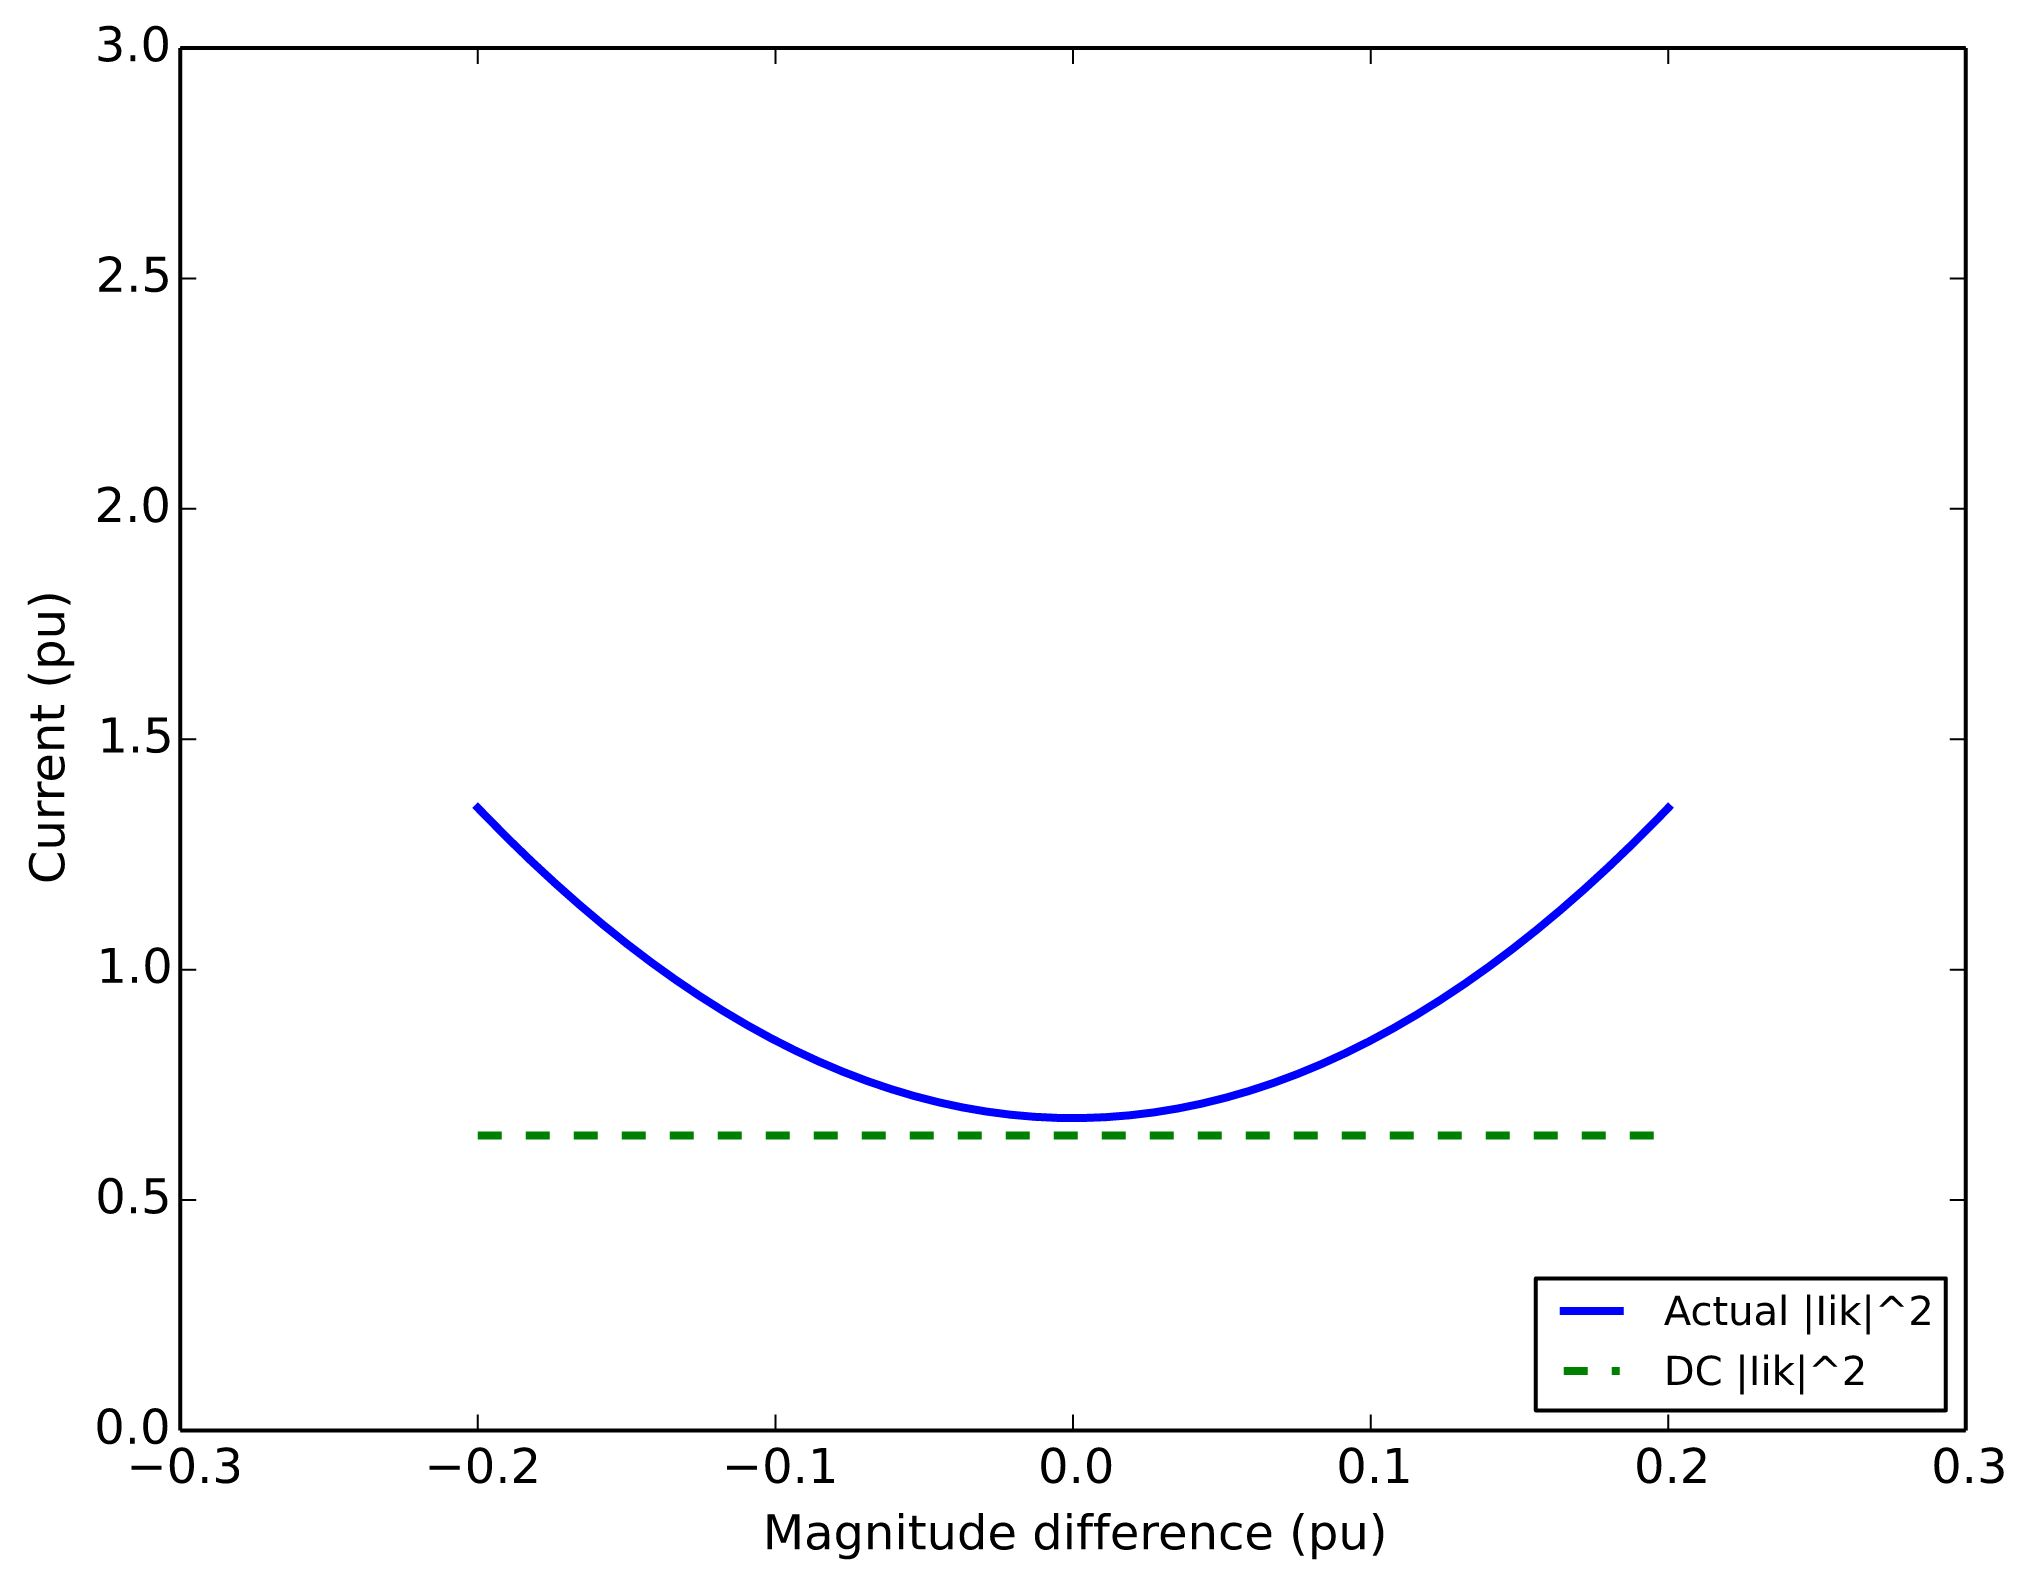 3.0
2.5
2.0
1.5
1.0
0.5
0.0
Current (pu)
Actual |Iik|^2
DC |Iik|^2
−0.3 −0.2 −0.1 0.0 0.1 0.2 0.3
Magnitude difference (pu)